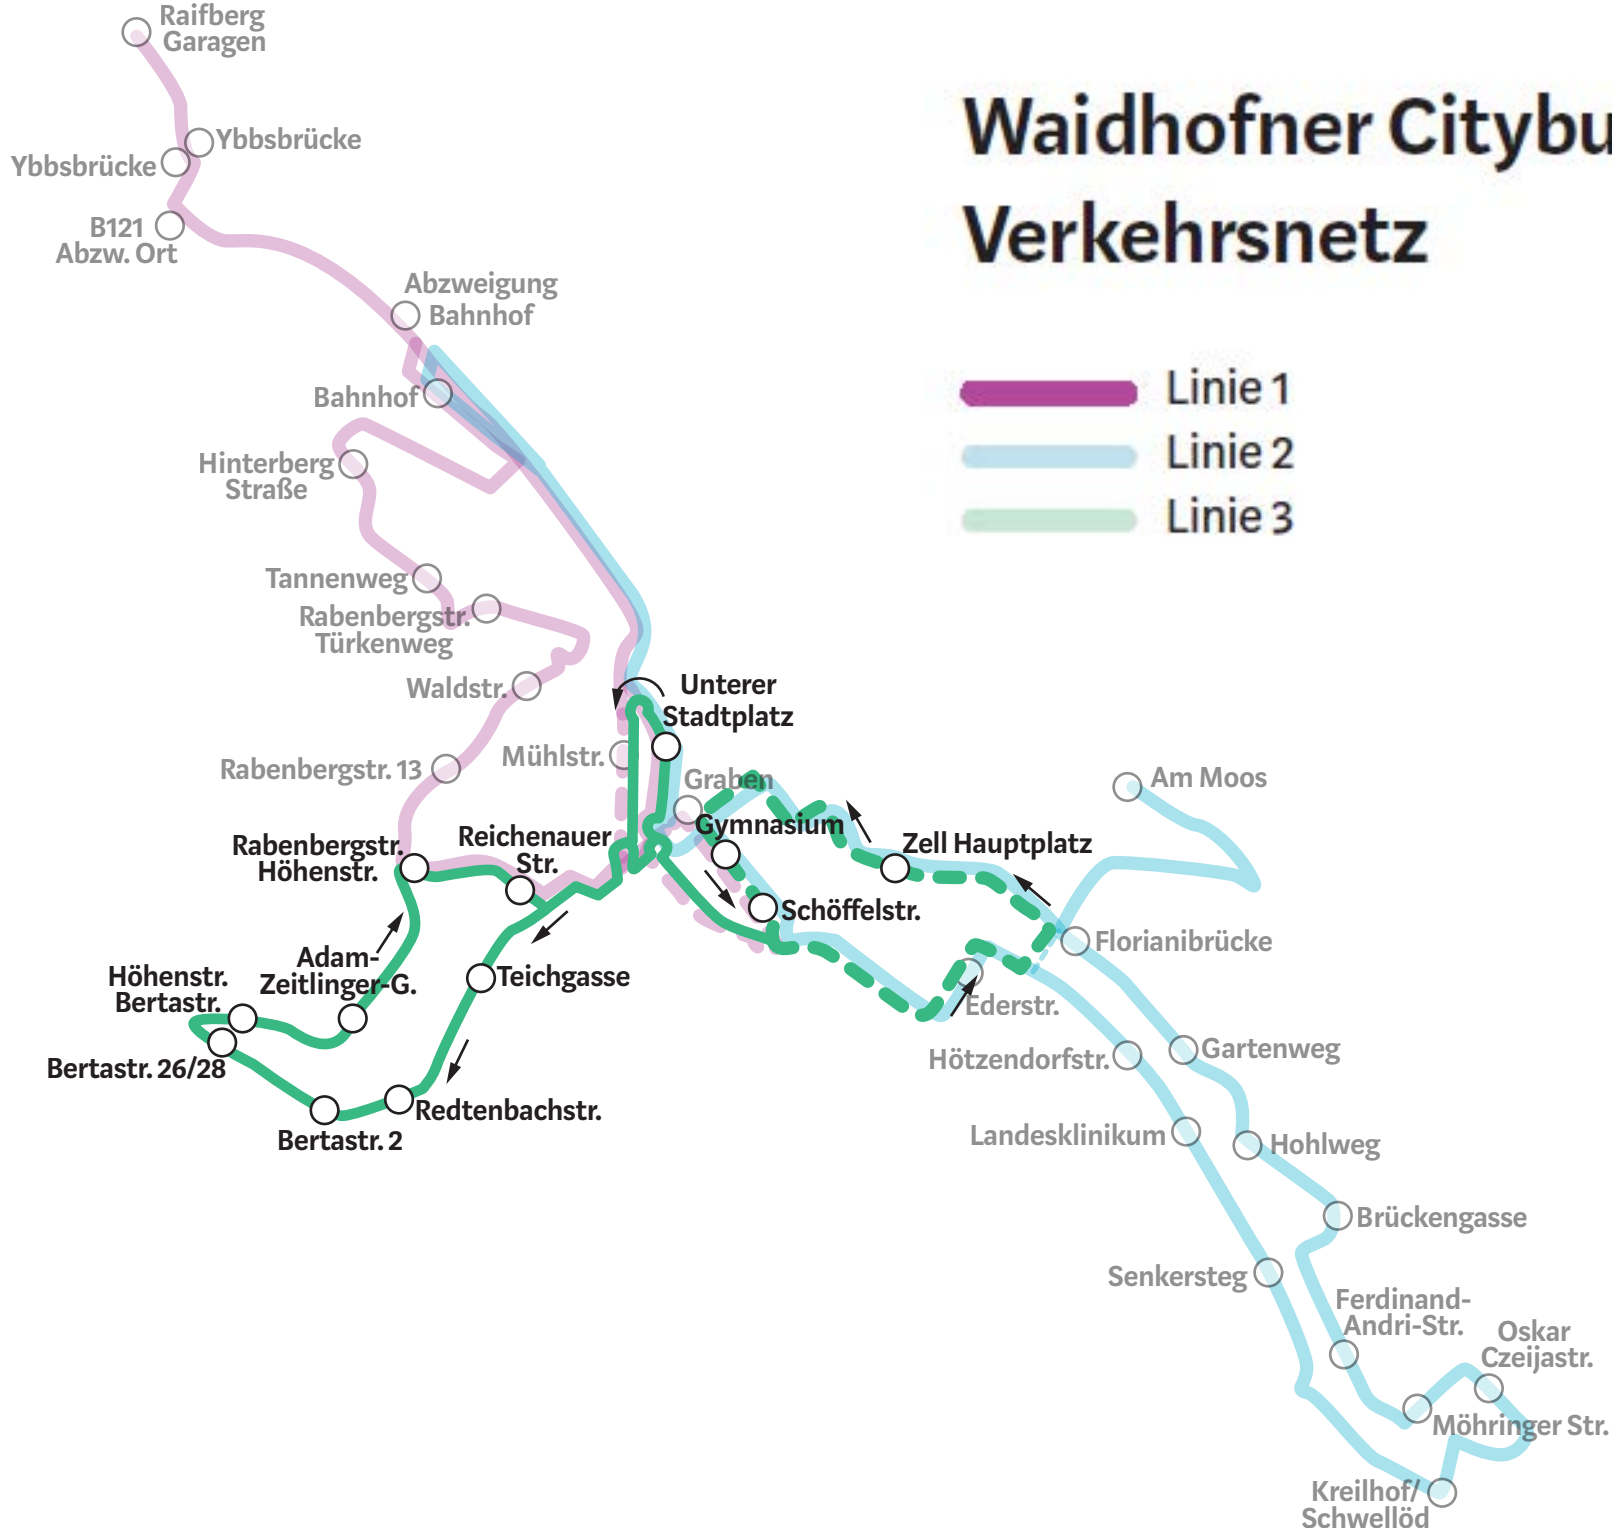 Raifberg
Garagen
Ybbsbrücke
Ybbsbrücke
B121
Abzw. Ort
Waidhofner Citybu
Verkehrsnetz
Abzweigung
Bahnhof
Linie 1
Linie 2
Linie 3
Bahnhof
Hinterberg
Straße
Tannenweg
Rabenbergstr.
Türkenweg
Waldstr.
Unterer
Stadtplatz
Mühlstr.
Rabenbergstr. 13
Graben
Am Moos
Gymnasium
Reichenauer
Str.
Rabenbergstr.
Höhenstr.
Zell Hauptplatz
Schöffelstr.
Florianibrücke
Adam-
Zeitlinger-G.
Höhenstr.
Bertastr.
Teichgasse
Ederstr.
Bertastr. 26/28
Hötzendorfstr.
Gartenweg
Redtenbachstr.
Bertastr. 2
Landesklinikum
Hohlweg
Brückengasse
Senkersteg
Ferdinand-
Andri-Str.
Oskar
Czeijastr.
Möhringer Str.
Kreilhof/
Schwellöd